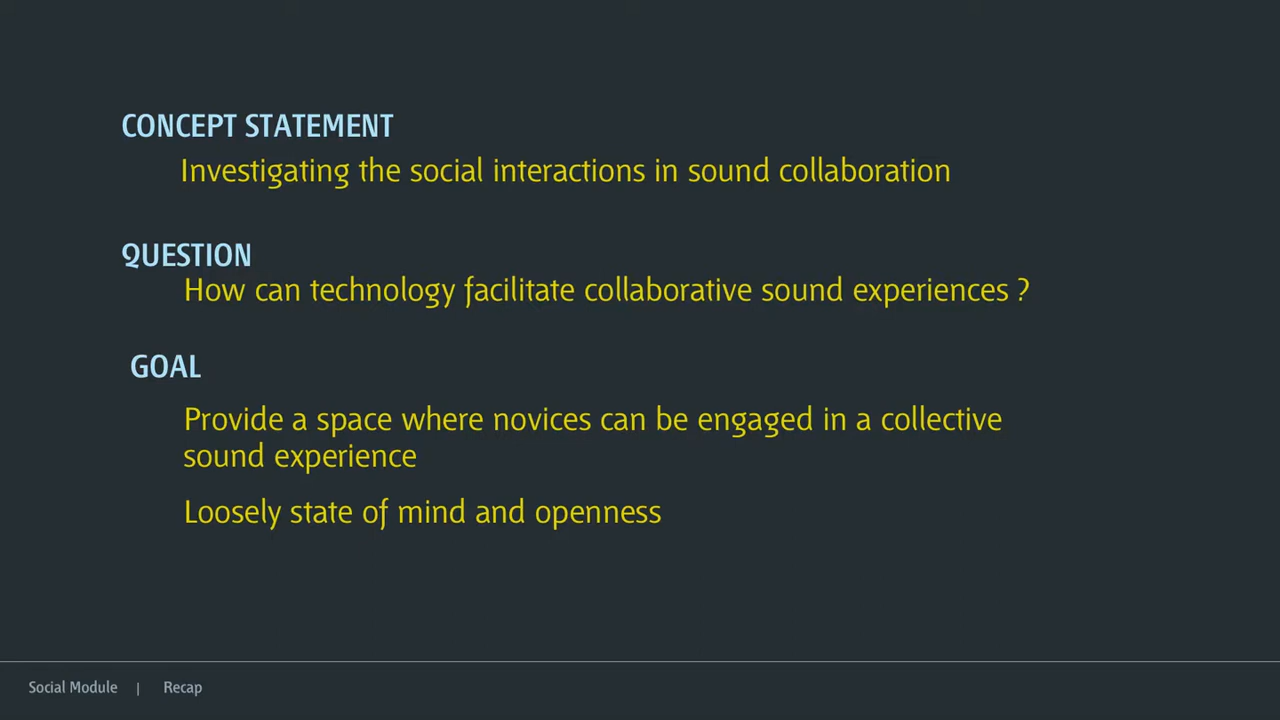 CONCEPT STATEMENT
Investigating the social interactions in sound collaboration
QUESTION
How can technology facilitate collaborative sound experiences ?
GOAL
Provide a space where novices can be engaged in a collective
sound experience
Loosely state of mind and openness
Social Module | Recap